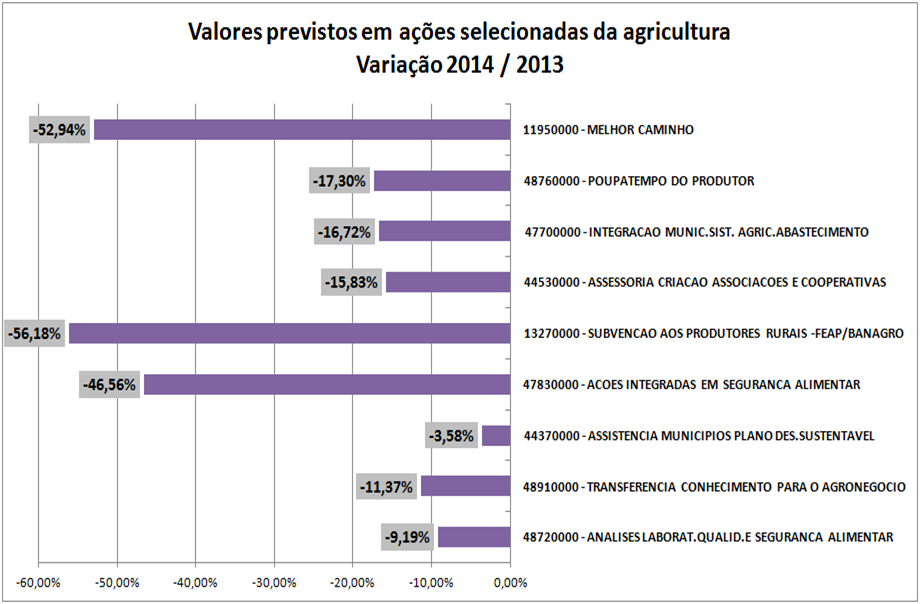 Valores previstos em ações selecionadas da agricultura
Variação 2014 / 2013
-52,94% 11950000 - MELHOR CAMINHO
-17,30% 48760000 - POUPATEMPO DO PRODUTOR
-16,72% 47700000 - INTEGRACAO MUNIC.SIST. AGRIC.ABASTECIMENTO
-15,83% 44530000 - ASSESSORIA CRIACAO ASSOCIACOES E COOPERATIVAS
-56,18% 13270000 - SUBVENCAO AOS PRODUTORES RURAIS -FEAP/BANAGRO
-46,56% 47830000 - ACOES INTEGRADAS EM SEGURANCA ALIMENTAR
-3,58% 44370000 - ASSISTENCIA MUNICIPIOS PLANO DES.SUSTENTAVEL
-11,37% 48910000 - TRANSFERENCIA CONHECIMENTO PARA O AGRONEGOCIO
-9,19% 48720000 - ANALISES LABORAT.QUALID.E SEGURANCA ALIMENTAR
-60,00% -50,00% -40,00% -30,00% -20,00% -10,00% 0,00%